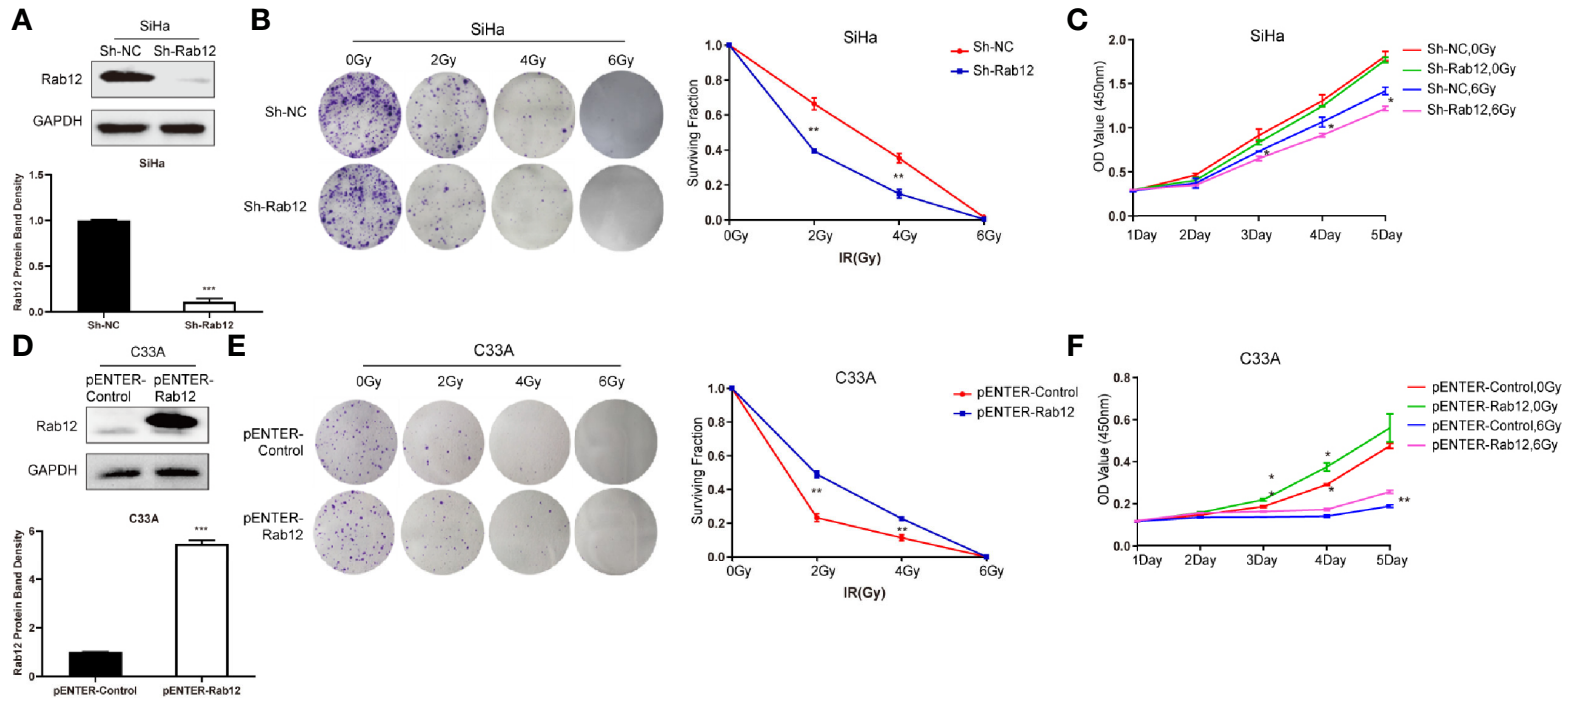 A
SiHa
Sh-NC Sh-Rab12
Rab12
GAPDH
SiHa
Rab12 Protein Band Density
1.5
1.0
0.5
0.0
***
Sh-NC Sh-Rab12
B
SiHa
0Gy 2Gy 4Gy 6Gy
Sh-NC
Sh-Rab12
SiHa
Sh-NC
Sh-Rab12
Surviving Fraction
1.0
0.8
0.6
0.4
0.2
0.0
**
**
0Gy 2Gy 4Gy 6Gy
IR(Gy)
C
SiHa
Sh-NC,0Gy
Sh-Rab12,0Gy
Sh-NC,6Gy
Sh-Rab12,6Gy
OD Value (450nm)
2.0
1.5
1.0
0.5
0.0
*
*
*
1Day 2Day 3Day 4Day 5Day
D
C33A
pENTER- pENTER-
Control Rab12
Rab12
GAPDH
C33A
Rab12 Protein Band Density
6
4
2
0
***
pENTER-Control pENTER-Rab12
E
C33A
0Gy 2Gy 4Gy 6Gy
pENTER-
Control
pENTER-
Rab12
C33A
pENTER-Control
pENTER-Rab12
Surviving Fraction
1.0
0.8
0.6
0.4
0.2
0.0
**
**
0Gy 2Gy 4Gy 6Gy
IR(Gy)
F
C33A
pENTER-Control,0Gy
pENTER-Rab12,0Gy
pENTER-Control,6Gy
pENTER-Rab12,6Gy
OD Value (450nm)
0.8
0.6
0.4
0.2
0.0
*
*
*
*
**
1Day 2Day 3Day 4Day 5Day